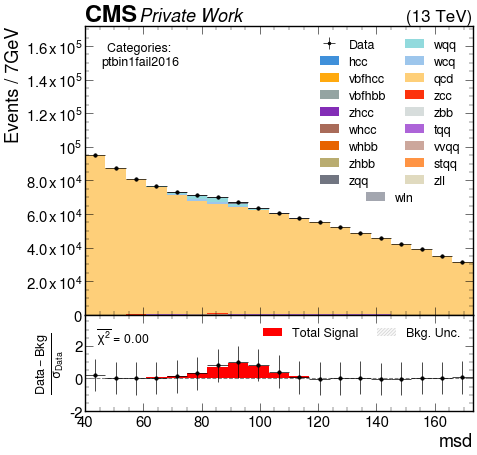 CMS Private Work (13 TeV)
Events / 7GeV
1.6 x 10⁵
1.4 x 10⁵
1.2 x 10⁵
10⁵
8.0 x 10⁴
6.0 x 10⁴
4.0 x 10⁴
2.0 x 10⁴
0
Categories:
ptbin1fail2016
Data
hcc
vbfhcc
vbfhbb
zhcc
whcc
whbb
zhbb
zqq
wqq
wcq
qcd
zcc
zbb
tqq
vvqq
stqq
zll
wln
Data - Bkg
σData
2
0
-2
χ² = 0.00
Total Signal
Bkg. Unc.
40 60 80 100 120 140 160
msd